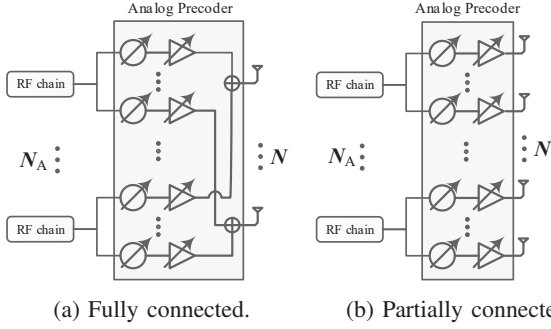 Analog Precoder
RF chain
N_A
RF chain
N
(a) Fully connected.
Analog Precoder
RF chain
N_A
RF chain
N
(b) Partially connecte